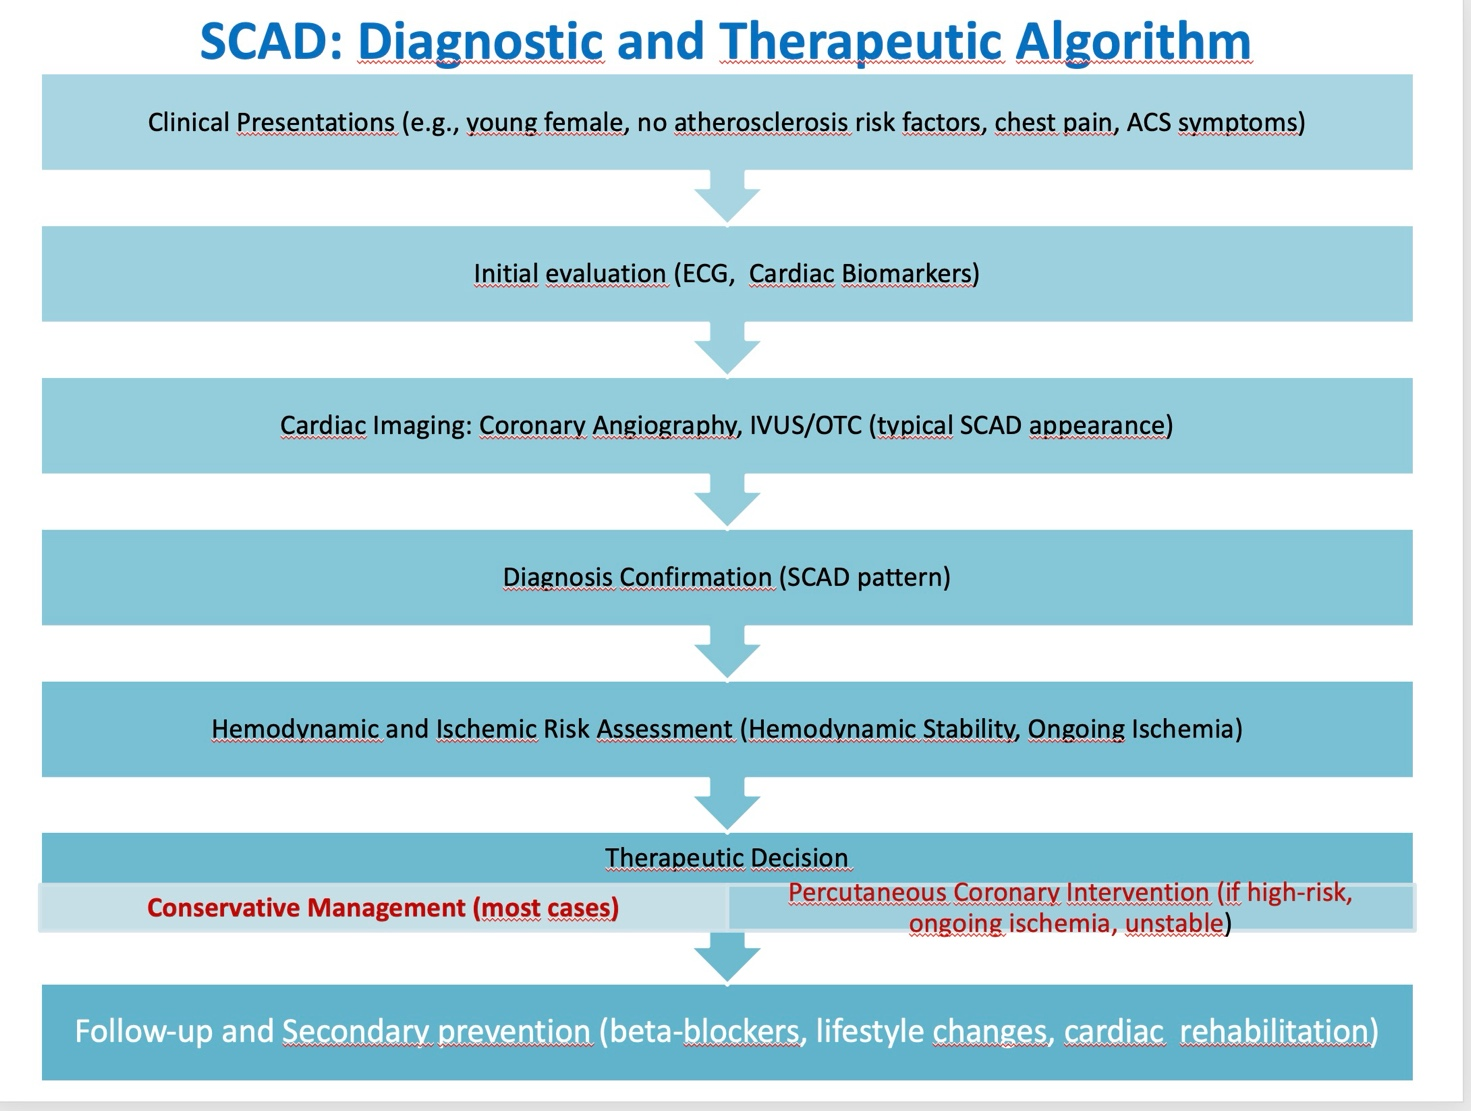 SCAD: Diagnostic and Therapeutic Algorithm
Clinical Presentations (e.g., young female, no atherosclerosis risk factors, chest pain, ACS symptoms)
Initial evaluation (ECG,  Cardiac Biomarkers)
Cardiac Imaging: Coronary Angiography, IVUS/OTC (typical SCAD appearance)
Diagnosis Confirmation (SCAD pattern)
Hemodynamic and Ischemic Risk Assessment (Hemodynamic Stability, Ongoing Ischemia)
Therapeutic Decision
Conservative Management (most cases)
Percutaneous Coronary Intervention (if high-risk,
ongoing ischemia, unstable)
Follow-up and Secondary prevention (beta-blockers, lifestyle changes, cardiac  rehabilitation)